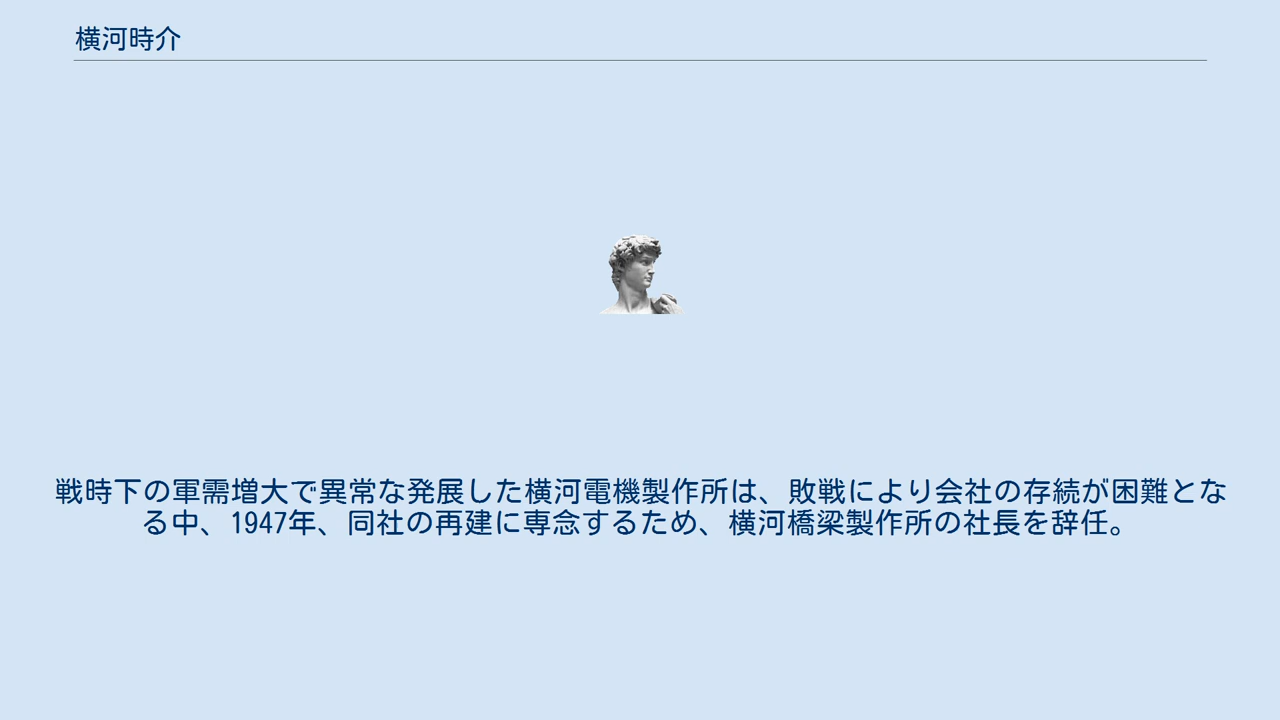 横河時介
戦時下の軍需増大で異常な発展した横河電機製作所は、敗戦により会社の存続が困難とな
る中、1947年、同社の再建に専念するため、横河橋梁製作所の社長を辞任。